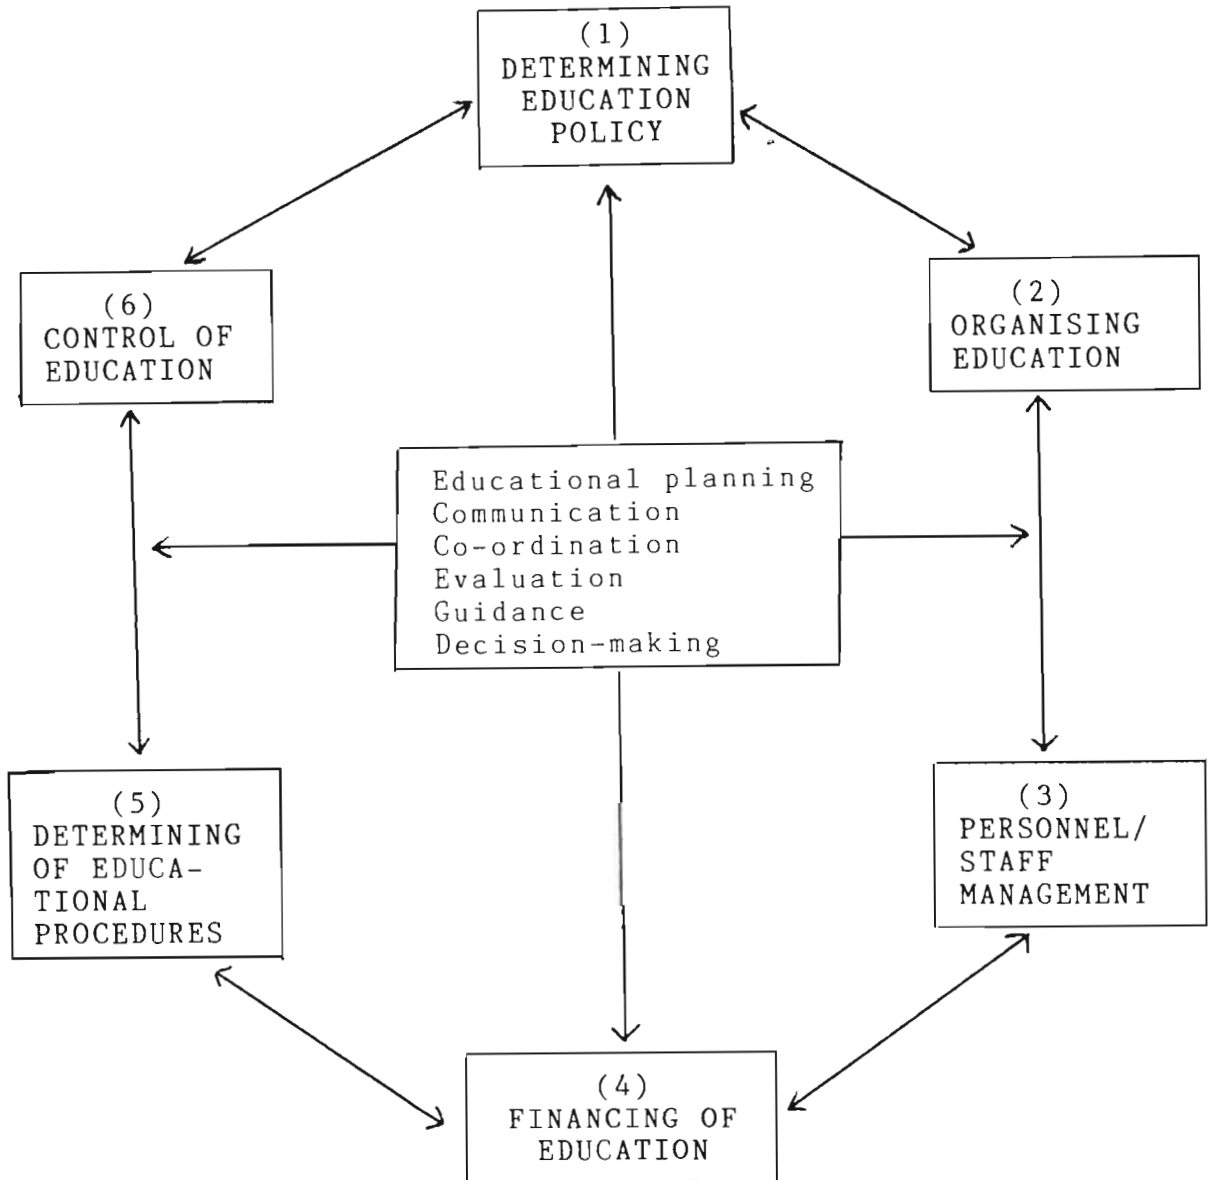 (1)
DETERMINING
EDUCATION
POLICY
(6)
CONTROL OF
EDUCATION
(2)
ORGANISING
EDUCATION
Educational planning
Communication
Co-ordination
Evaluation
Guidance
Decision-making
(5)
DETERMINING
OF EDUCA-
TIONAL
PROCEDURES
(3)
PERSONNEL/
STAFF
MANAGEMENT
(4)
FINANCING OF
EDUCATION